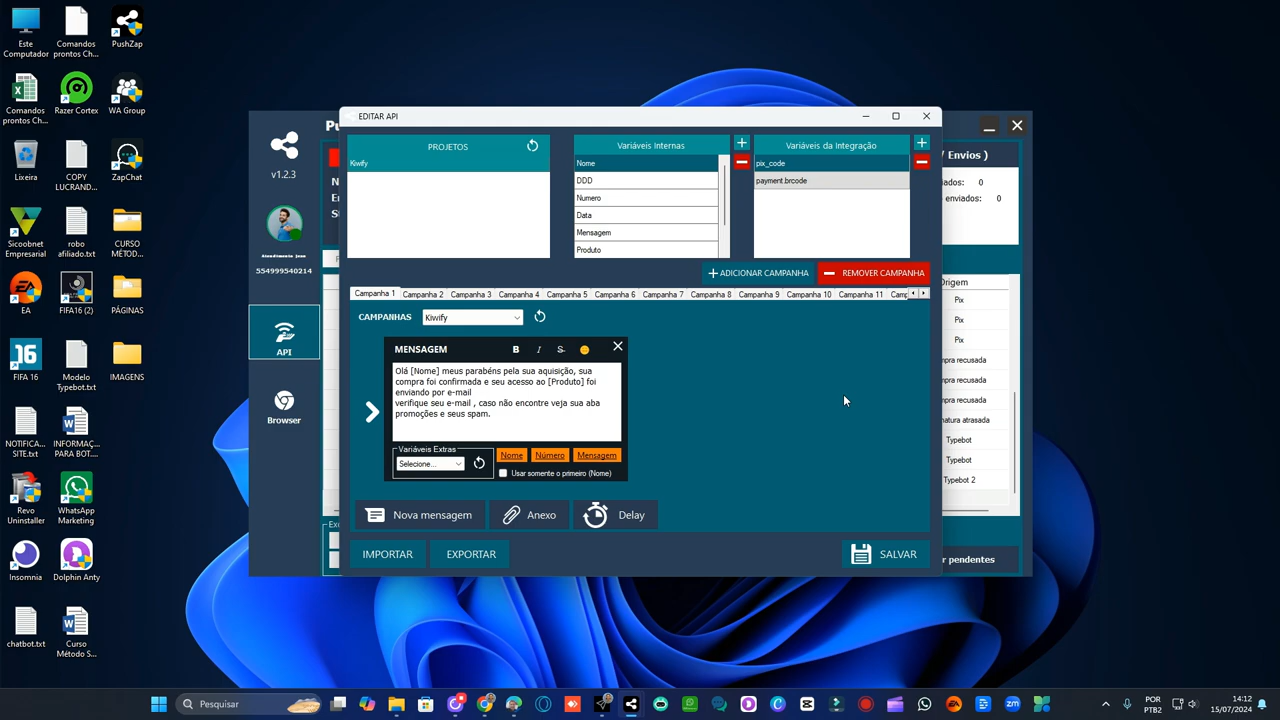 Este
Computador
Comandos
prontos Ch...
PushZap
Comandos
prontos Ch...
Razer Cortex
WA Group
Lixeira
COPY
LUCRAND...
ZapChat
Sicoobnet
Empresarial
robo
afiliado.txt
CURSO
MÉTOD...
EA
FIFA16 (2)
PÁGINAS
16
FIFA 16
Modelo
Typebot.txt
IMAGENS
NOTIFICA...
SITE.txt
INFORMAÇ...
PARA BOT....
Revo
Uninstaller
WhatsApp
Marketing
Insomnia
Dolphin Anty
chatbot.txt
Curso
Método S...
v1.2.3
Atendimento jose
554999540214
API
Browser
EDITAR API
PROJETOS
Kiwify
Variáveis Internas
Nome
DDD
Numero
Data
Mensagem
Produto
Variáveis da Integração
pix_code
payment.brcode
ADICIONAR CAMPANHA
REMOVER CAMPANHA
Campanha 1 Campanha 2 Campanha 3 Campanha 4 Campanha 5 Campanha 6 Campanha 7 Campanha 8 Campanha 9 Campanha 10 Campanha 11 Camp
CAMPANHAS Kiwify
MENSAGEM B I S
Olá [Nome] meus parabéns pela sua aquisição, sua
compra foi confirmada e seu acesso ao [Produto] foi
enviando por e-mail
verifique seu e-mail , caso não encontre veja sua aba
promoções e seus spam.
Variáveis Extras
Selecione...
Nome Número Mensagem
Usar somente o primeiro (Nome)
Nova mensagem Anexo Delay
IMPORTAR EXPORTAR SALVAR
/ Envios )
ados: 0
enviados: 0
Origem
Pix
Pix
Pix
mpra recusada
mpra recusada
mpra recusada
natura atrasada
Typebot
Typebot
Typebot 2
r pendentes
Pesquisar
POR
PTB2
14:12
15/07/2024